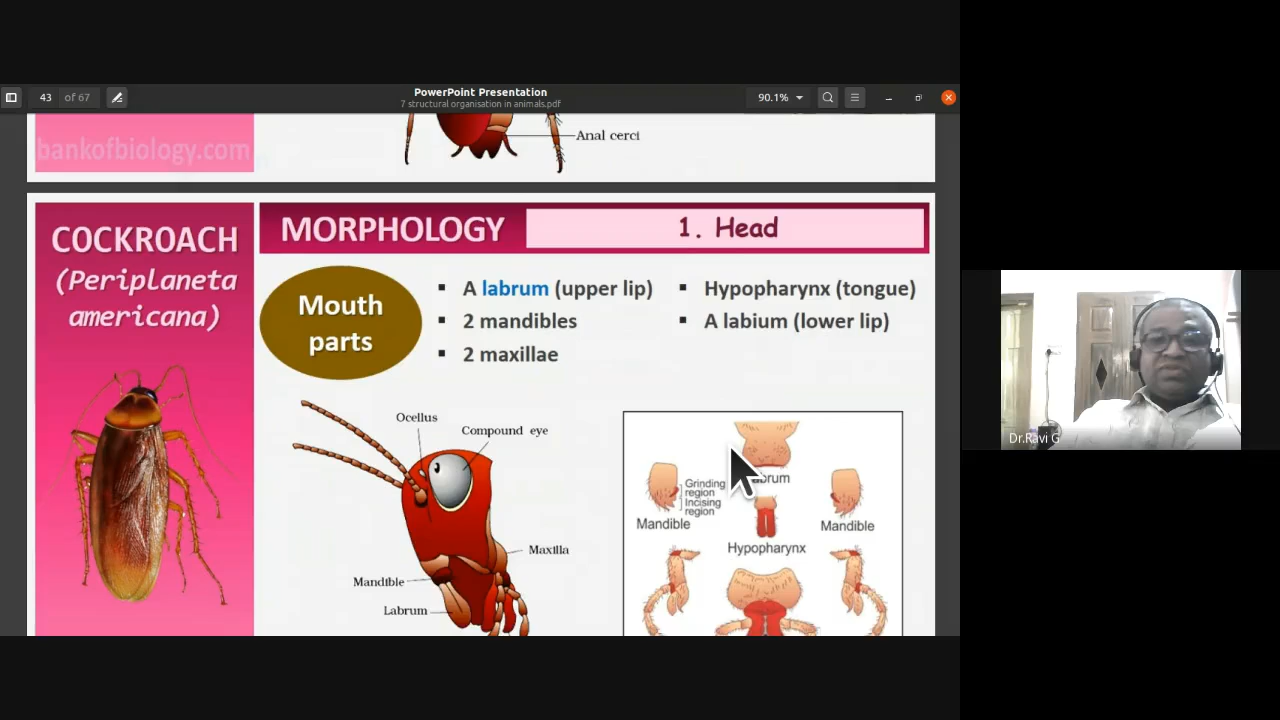 43 of 67
PowerPoint Presentation
7 structural organisation in animals.pdf
90.1%
Anal cerci
bankofbiology.com
COCKROACH
(Periplaneta
americana)
MORPHOLOGY
1. Head
Mouth
parts
▪ A labrum (upper lip)
▪ 2 mandibles
▪ 2 maxillae
▪ Hypopharynx (tongue)
▪ A labium (lower lip)
Ocellus
Compound eye
Maxilla
Mandible
Labrum
Grinding
region
Incising
region
Mandible
Mandible
Hypopharynx
Dr.Ravi G